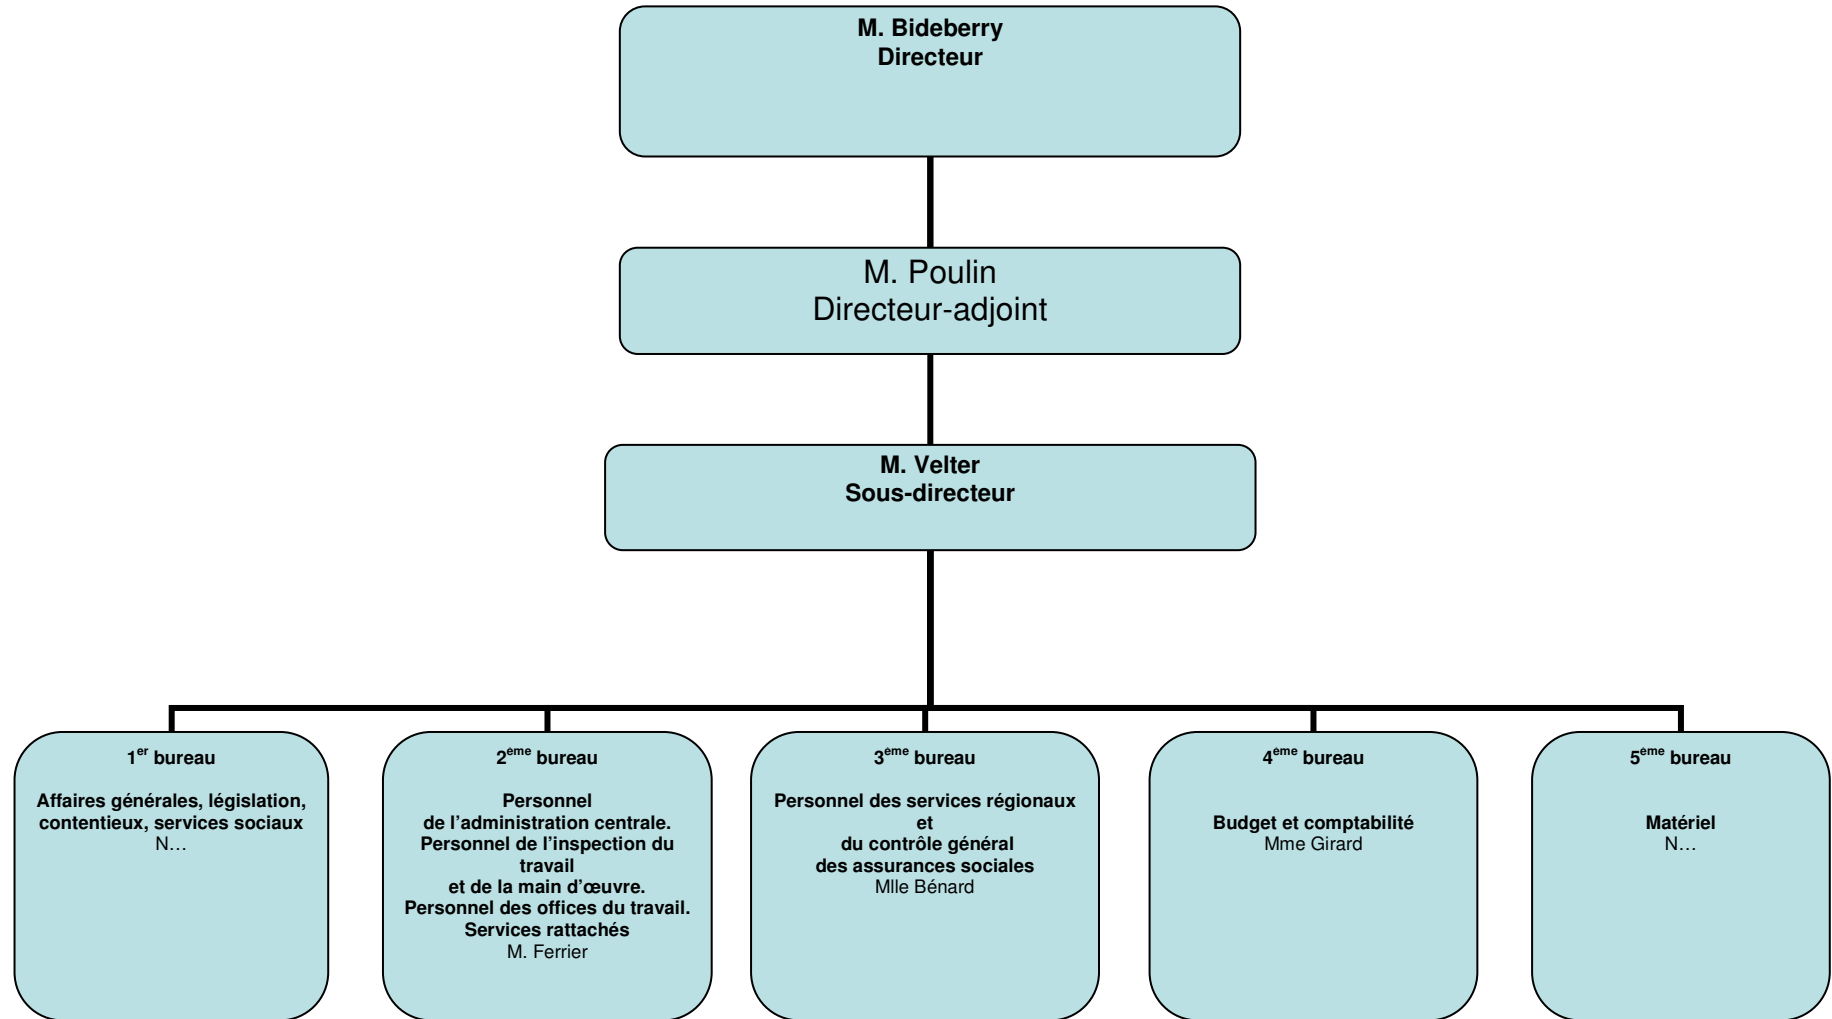 M. Bideberry
Directeur
M. Poulin
Directeur-adjoint
M. Velter
Sous-directeur
1er bureau
Affaires générales, législation,
contentieux, services sociaux
N…
2ème bureau
Personnel
de l’administration centrale.
Personnel de l’inspection du
travail
et de la main d’œuvre.
Personnel des offices du travail.
Services rattachés
M. Ferrier
3ème bureau
Personnel des services régionaux
et
du contrôle général
des assurances sociales
Mlle Bénard
4ème bureau
Budget et comptabilité
Mme Girard
5ème bureau
Matériel
N…